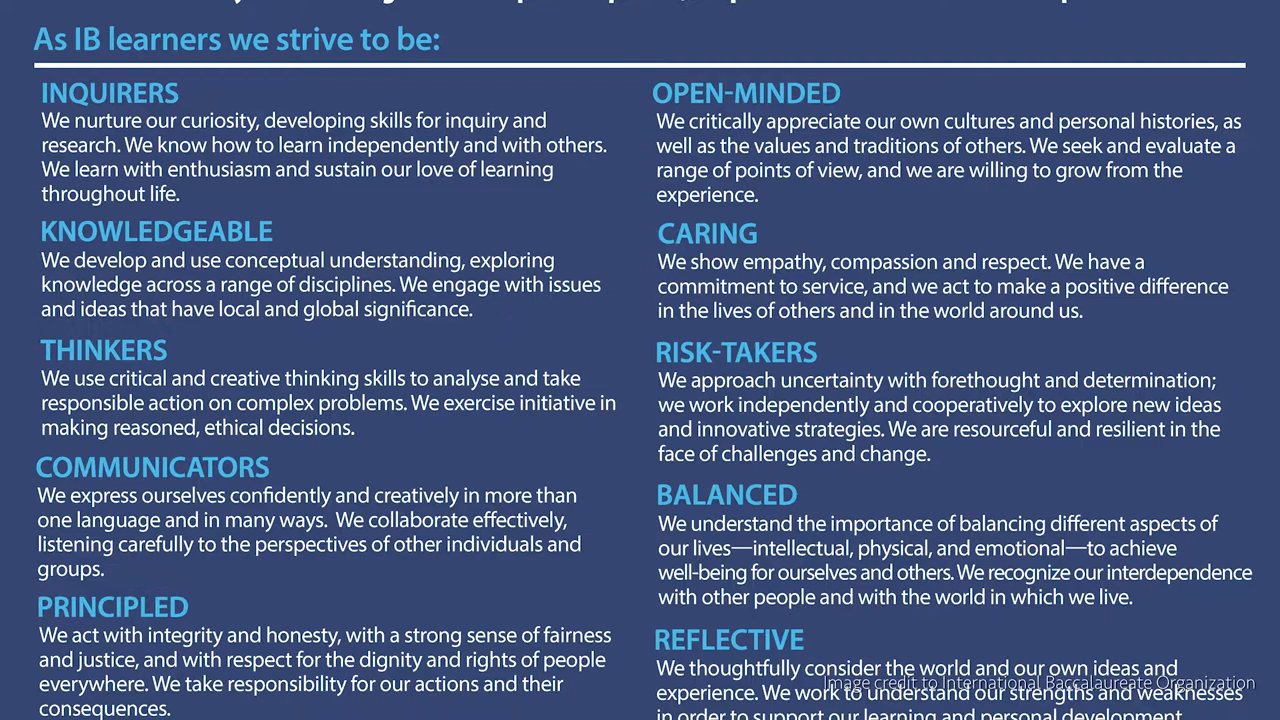 As IB learners we strive to be:
INQUIRERS
We nurture our curiosity, developing skills for inquiry and
research. We know how to learn independently and with others.
We learn with enthusiasm and sustain our love of learning
throughout life.
KNOWLEDGEABLE
We develop and use conceptual understanding, exploring
knowledge across a range of disciplines. We engage with issues
and ideas that have local and global significance.
THINKERS
We use critical and creative thinking skills to analyse and take
responsible action on complex problems. We exercise initiative in
making reasoned, ethical decisions.
COMMUNICATORS
We express ourselves confidently and creatively in more than
one language and in many ways.  We collaborate effectively,
listening carefully to the perspectives of other individuals and
groups.
PRINCIPLED
We act with integrity and honesty, with a strong sense of fairness
and justice, and with respect for the dignity and rights of people
everywhere. We take responsibility for our actions and their
consequences.
OPEN-MINDED
We critically appreciate our own cultures and personal histories, as
well as the values and traditions of others. We seek and evaluate a
range of points of view, and we are willing to grow from the
experience.
CARING
We show empathy, compassion and respect. We have a
commitment to service, and we act to make a positive difference
in the lives of others and in the world around us.
RISK-TAKERS
We approach uncertainty with forethought and determination;
we work independently and cooperatively to explore new ideas
and innovative strategies. We are resourceful and resilient in the
face of challenges and change.
BALANCED
We understand the importance of balancing different aspects of
our lives—intellectual, physical, and emotional—to achieve
well-being for ourselves and others. We recognize our interdependence
with other people and with the world in which we live.
REFLECTIVE
We thoughtfully consider the world and our own ideas and
experience. We work to understand our strengths and weaknesses
in order to support our learning and personal development
Image credit to International Baccalaureate Organization